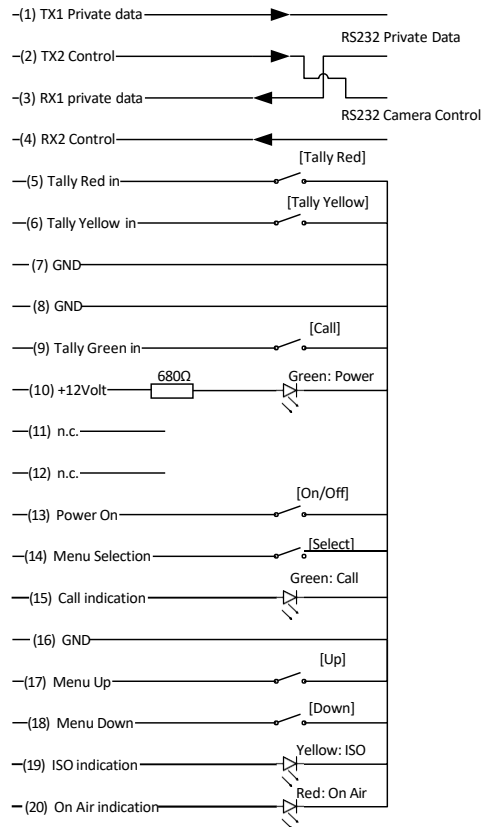 (1) TX1 Private data
RS232 Private Data
(2) TX2 Control
(3) RX1 private data
RS232 Camera Control
(4) RX2 Control
[Tally Red]
(5) Tally Red in
[Tally Yellow]
(6) Tally Yellow in
(7) GND
(8) GND
[Call]
(9) Tally Green in
680Ω
Green: Power
(10) +12Volt
(11) n.c.
(12) n.c.
[On/Off]
(13) Power On
[Select]
(14) Menu Selection
Green: Call
(15) Call indication
(16) GND
[Up]
(17) Menu Up
[Down]
(18) Menu Down
Yellow: ISO
(19) ISO indication
Red: On Air
(20) On Air indication